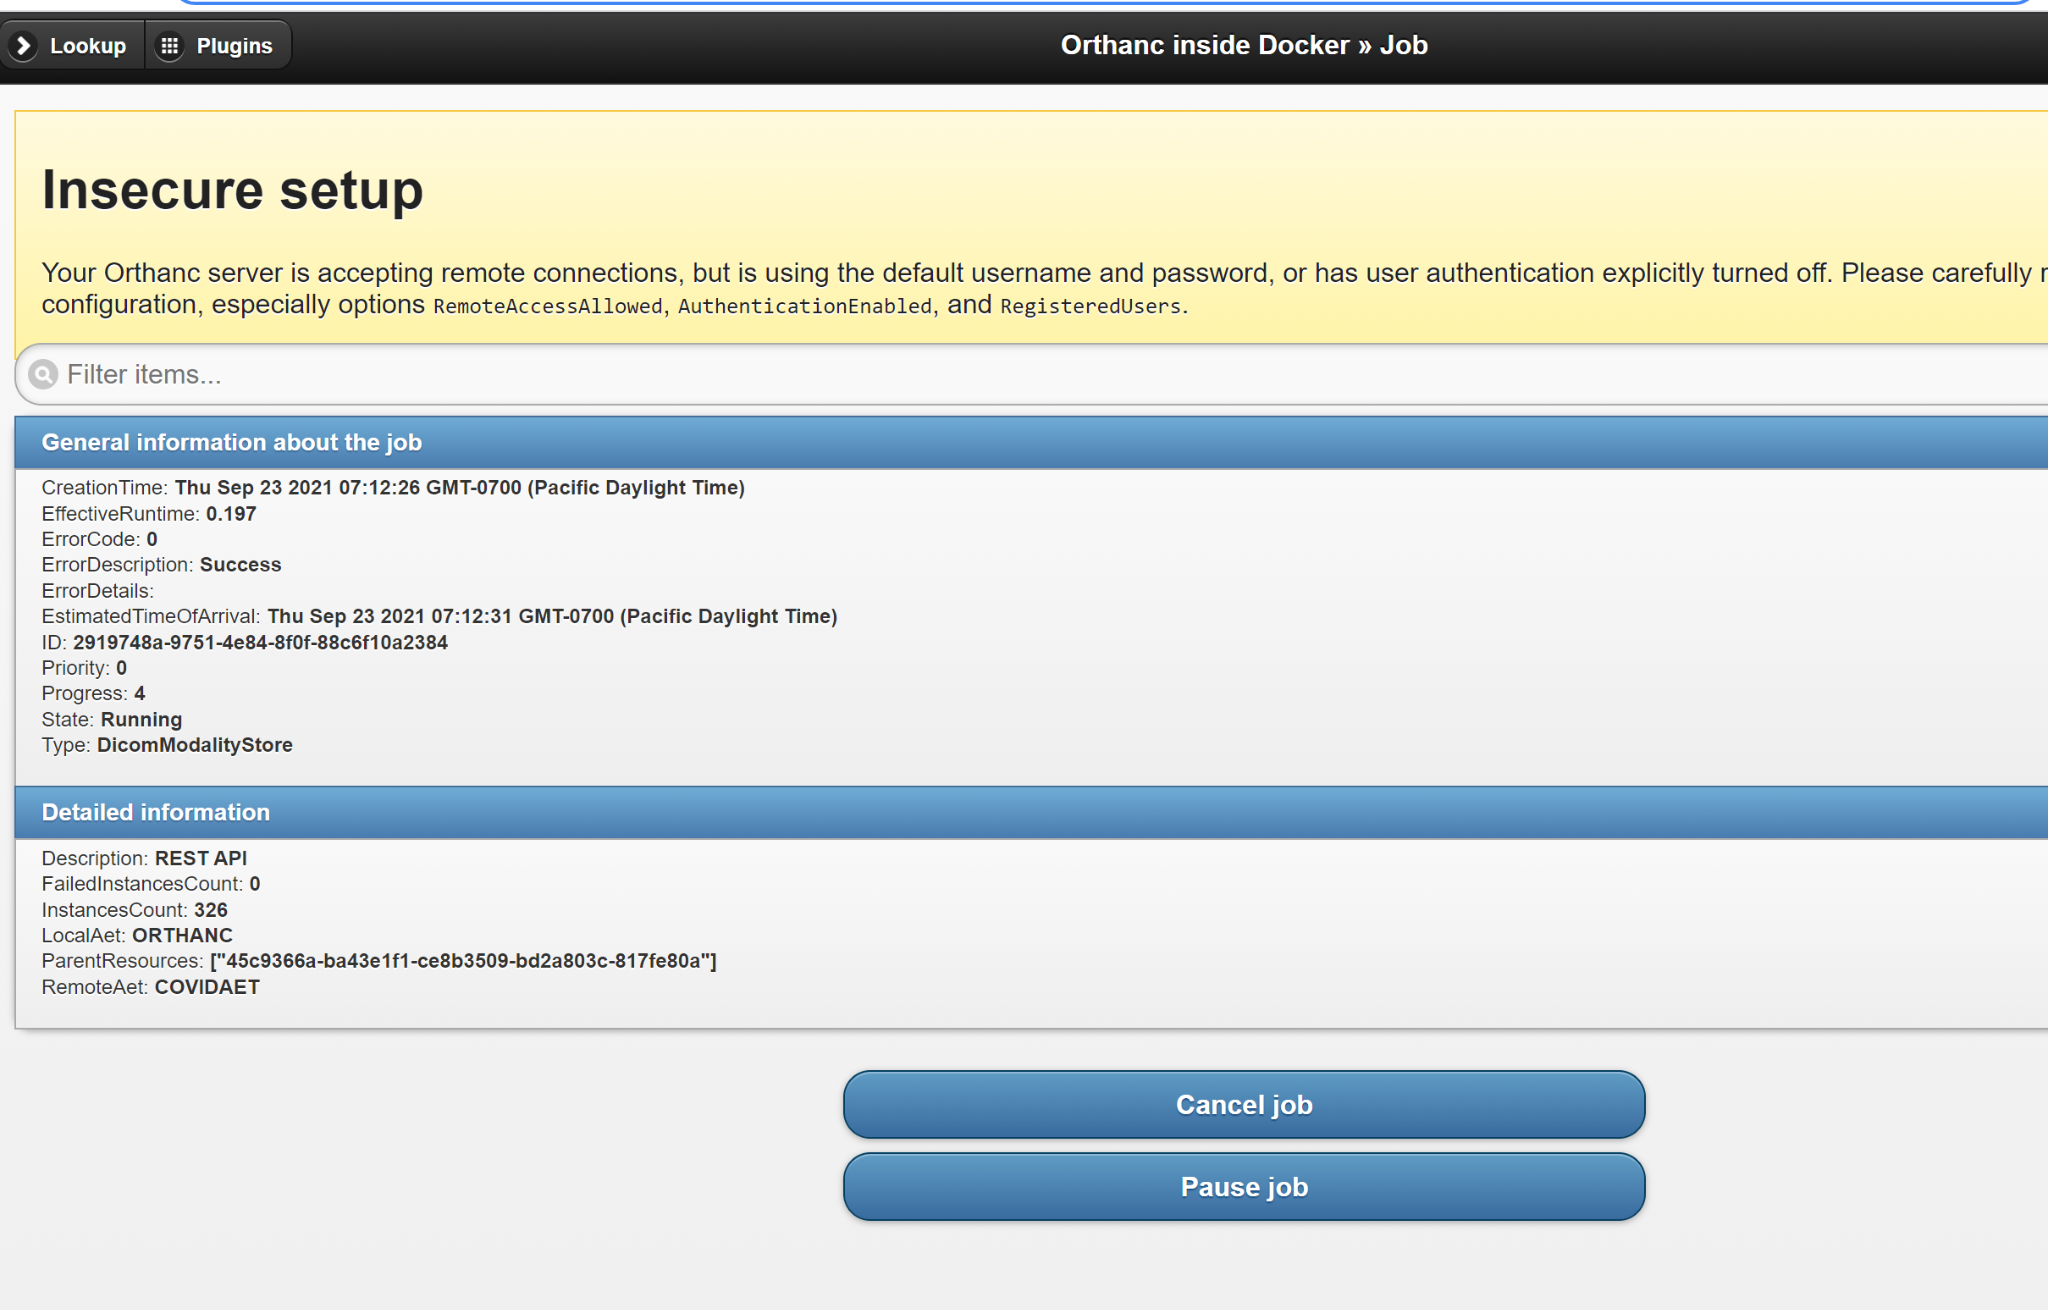 Lookup Plugins Orthanc inside Docker » Job
Insecure setup
Your Orthanc server is accepting remote connections, but is using the default username and password, or has user authentication explicitly turned off. Please carefully
configuration, especially options RemoteAccessAllowed, AuthenticationEnabled, and RegisteredUsers.
Filter items...
General information about the job
CreationTime: Thu Sep 23 2021 07:12:26 GMT-0700 (Pacific Daylight Time)
EffectiveRuntime: 0.197
ErrorCode: 0
ErrorDescription: Success
ErrorDetails:
EstimatedTimeOfArrival: Thu Sep 23 2021 07:12:31 GMT-0700 (Pacific Daylight Time)
ID: 2919748a-9751-4e84-8f0f-88c6f10a2384
Priority: 0
Progress: 4
State: Running
Type: DicomModalityStore
Detailed information
Description: REST API
FailedInstancesCount: 0
InstancesCount: 326
LocalAet: ORTHANC
ParentResources: ["45c9366a-ba43e1f1-ce8b3509-bd2a803c-817fe80a"]
RemoteAet: COVIDAET
Cancel job
Pause job